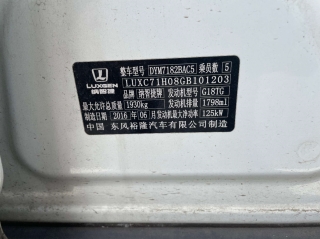 LUXGEN
纳智捷
整车型号 DYM7182BAC5 乘员数 5
LUXC71H08GB101203
品牌 纳智捷牌 发动机型号 G18TG
最大允许总质量 1930kg 发动机排量 1798ml
制造年月 2016 年 06 月 发动机最大净功率 125kW
中国 东风裕隆汽车有限公司制造